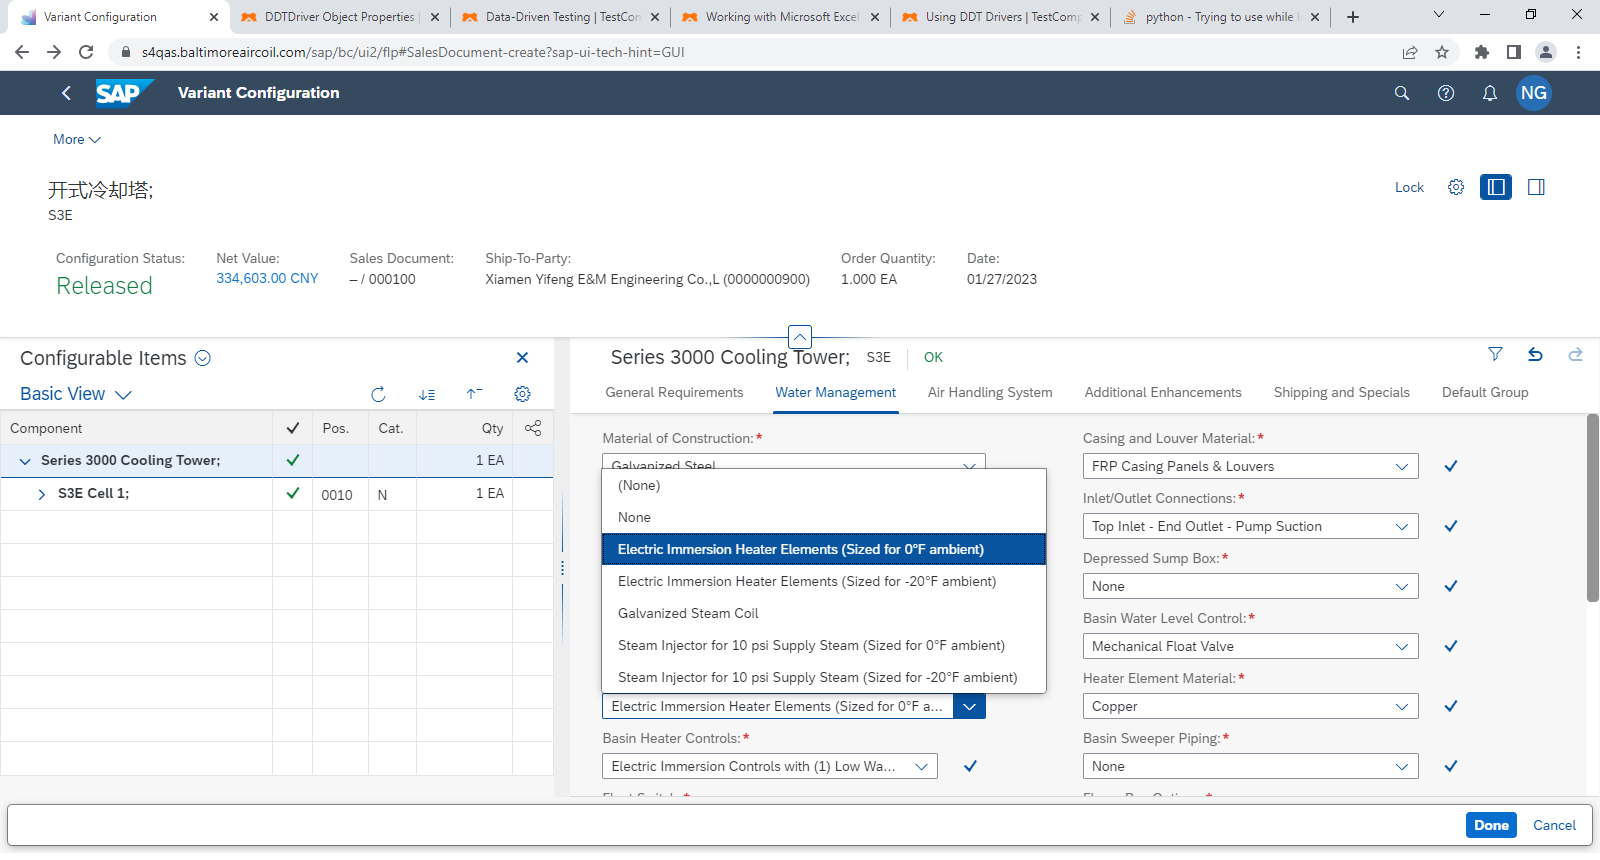 Variant Configuration
DDTDriver Object Properties
Data-Driven Testing | TestCom
Working with Microsoft Excel
Using DDT Drivers | TestComp
python - Trying to use while l
s4qas.baltimoreaircoil.com/sap/bc/ui2/flp#SalesDocument-create?sap-ui-tech-hint=GUI
SAP
Variant Configuration
NG
More
开式冷却塔;
S3E
Lock
Configuration Status:
Released
Net Value:
334,603.00 CNY
Sales Document:
– / 000100
Ship-To-Party:
Xiamen Yifeng E&M Engineering Co.,L (0000000900)
Order Quantity:
1.000 EA
Date:
01/27/2023
Configurable Items
Basic View
Component Pos. Cat. Qty
Series 3000 Cooling Tower; 1 EA
S3E Cell 1; 0010 N 1 EA
Series 3000 Cooling Tower; S3E OK
General Requirements Water Management Air Handling System Additional Enhancements Shipping and Specials Default Group
Material of Construction:*
Galvanized Steel
(None)
None
Electric Immersion Heater Elements (Sized for 0°F ambient)
Electric Immersion Heater Elements (Sized for -20°F ambient)
Galvanized Steam Coil
Steam Injector for 10 psi Supply Steam (Sized for 0°F ambient)
Steam Injector for 10 psi Supply Steam (Sized for -20°F ambient)
Electric Immersion Heater Elements (Sized for 0°F a...
Basin Heater Controls:*
Electric Immersion Controls with (1) Low Wa...
Casing and Louver Material:*
FRP Casing Panels & Louvers
Inlet/Outlet Connections:*
Top Inlet - End Outlet - Pump Suction
Depressed Sump Box:*
None
Basin Water Level Control:*
Mechanical Float Valve
Heater Element Material:*
Copper
Basin Sweeper Piping:*
None
Done
Cancel